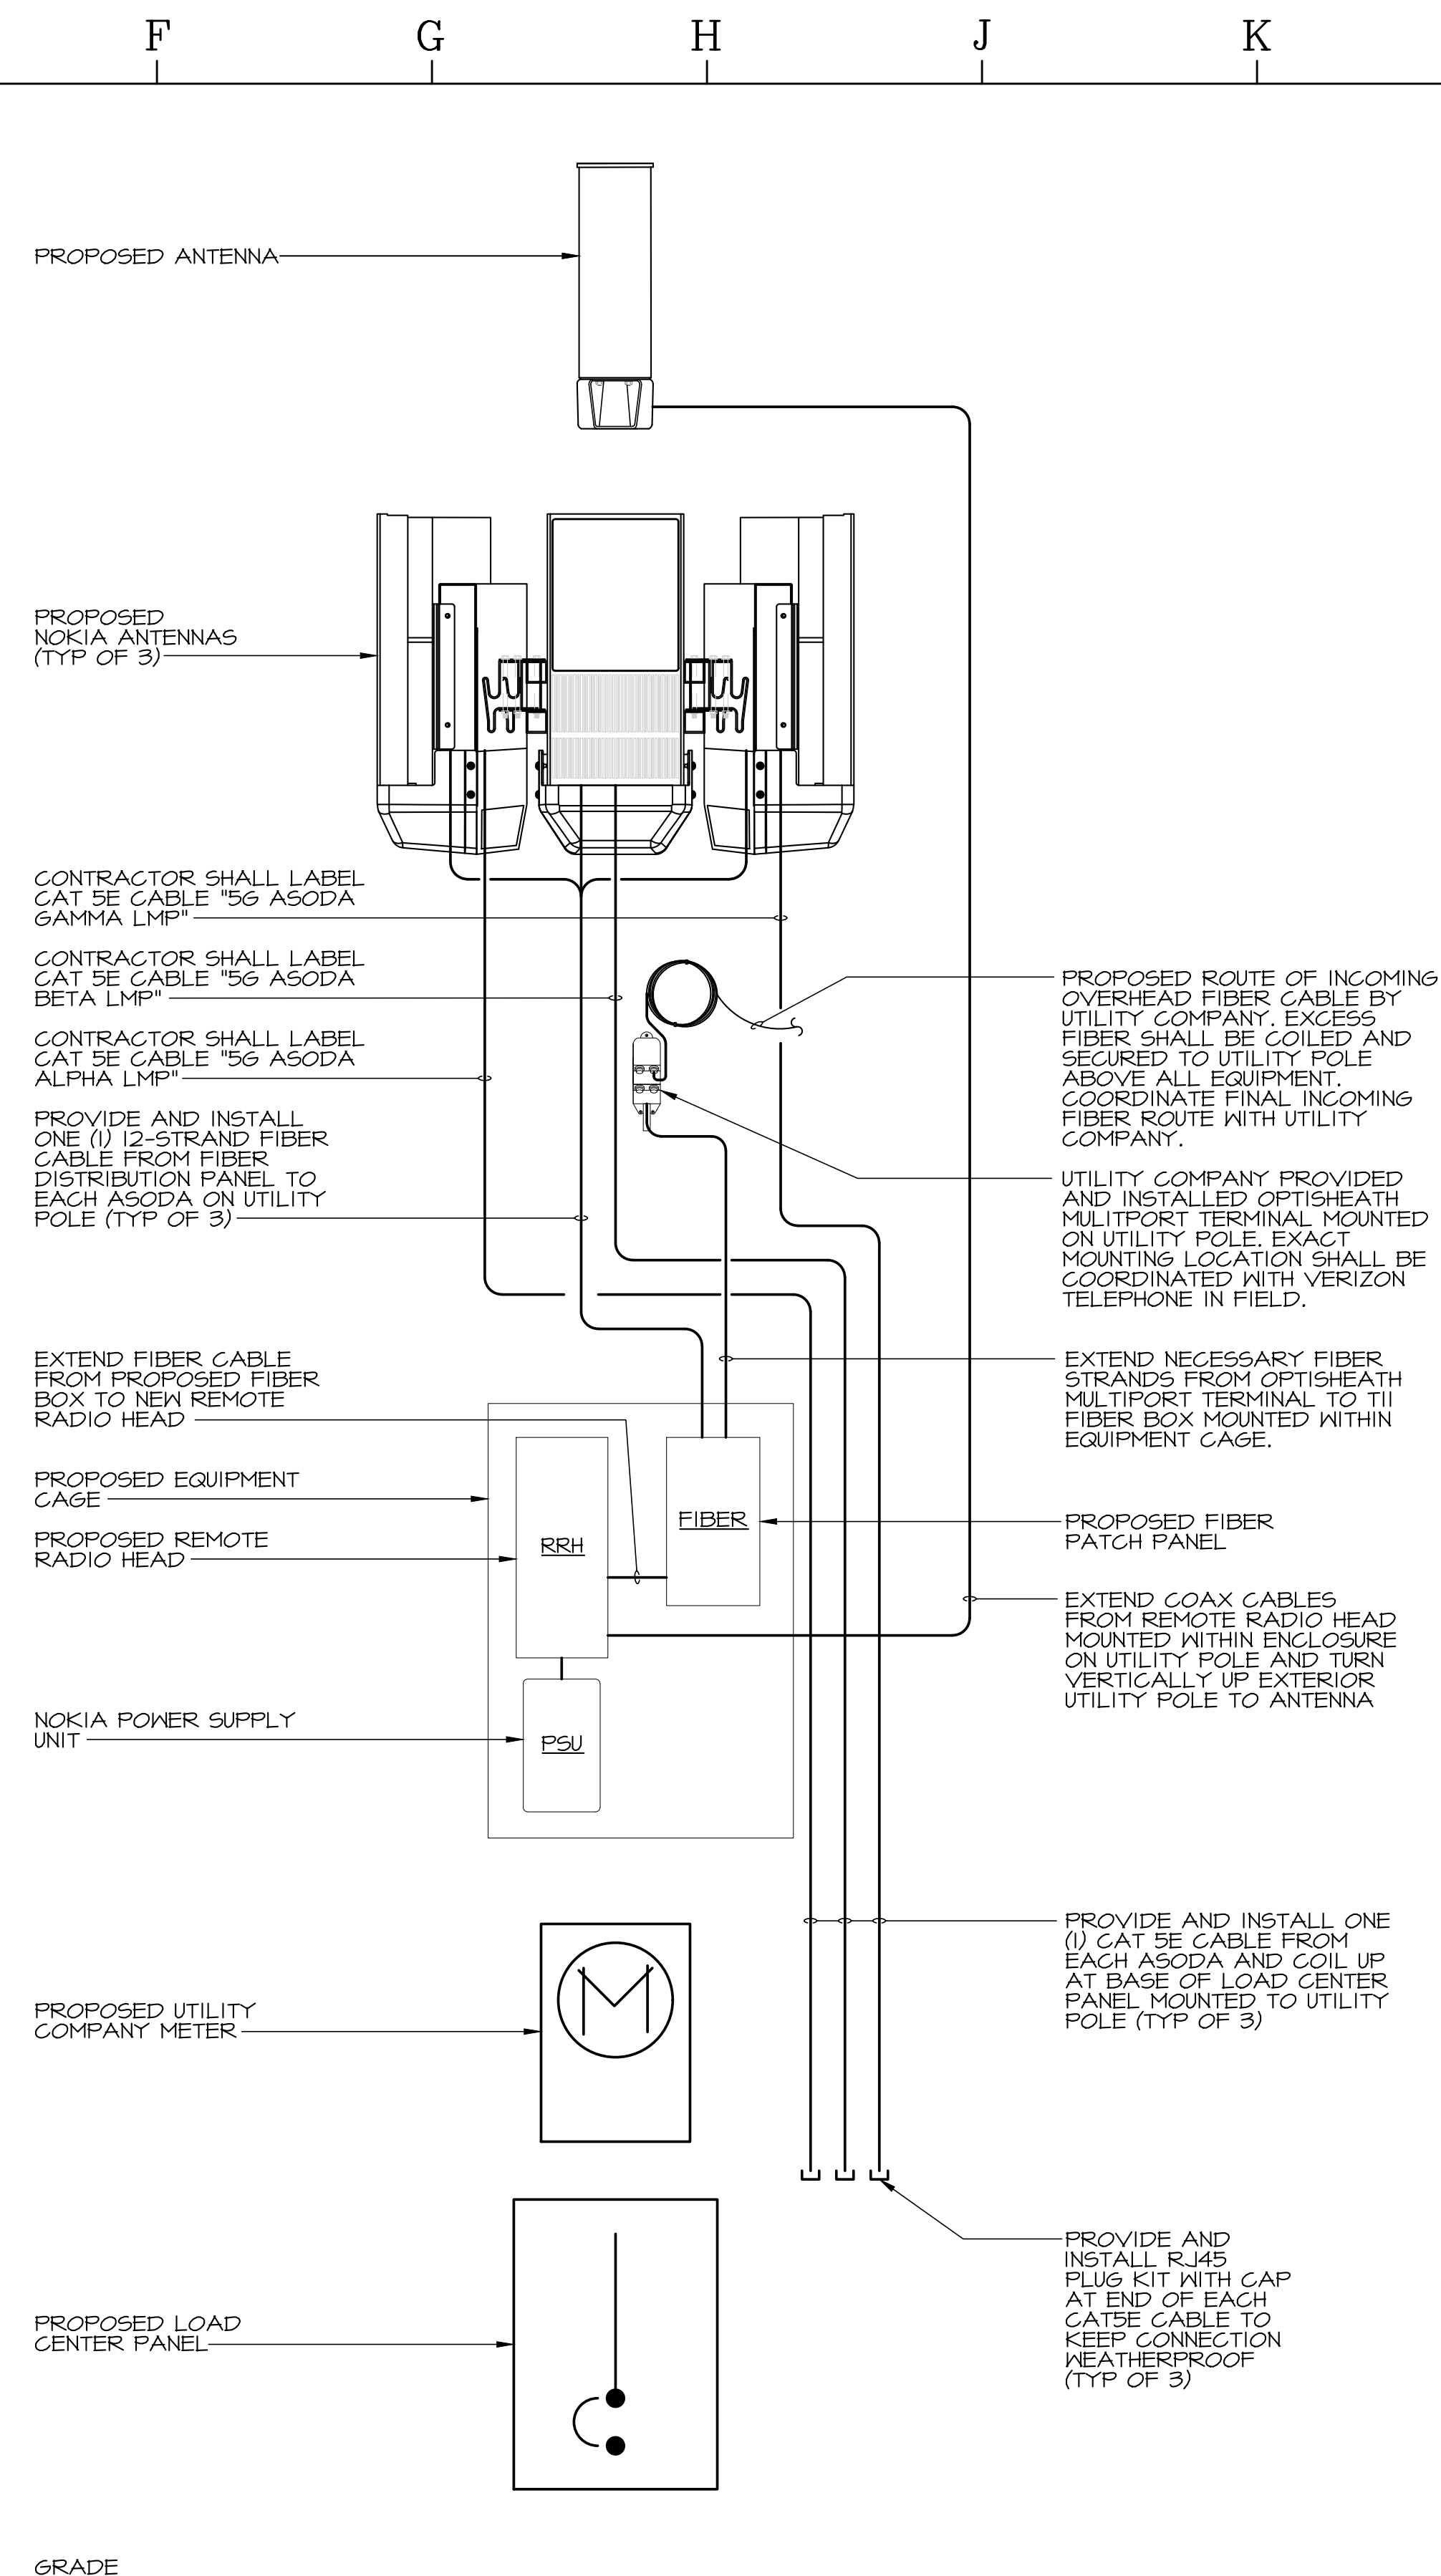 F G H J K
PROPOSED ANTENNA
PROPOSED
NOKIA ANTENNAS
(TYP OF 3)
CONTRACTOR SHALL LABEL
CAT 5E CABLE "5G ASODA
GAMMA LMP"
CONTRACTOR SHALL LABEL
CAT 5E CABLE "5G ASODA
BETA LMP"
CONTRACTOR SHALL LABEL
CAT 5E CABLE "5G ASODA
ALPHA LMP"
PROVIDE AND INSTALL
ONE (1) 12-STRAND FIBER
CABLE FROM FIBER
DISTRIBUTION PANEL TO
EACH ASODA ON UTILITY
POLE (TYP OF 3)
PROPOSED ROUTE OF INCOMING
OVERHEAD FIBER CABLE BY
UTILITY COMPANY. EXCESS
FIBER SHALL BE COILED AND
SECURED TO UTILITY POLE
ABOVE ALL EQUIPMENT.
COORDINATE FINAL INCOMING
FIBER ROUTE WITH UTILITY
COMPANY.
UTILITY COMPANY PROVIDED
AND INSTALLED OPTISHEATH
MULITPORT TERMINAL MOUNTED
ON UTILITY POLE. EXACT
MOUNTING LOCATION SHALL BE
COORDINATED WITH VERIZON
TELEPHONE IN FIELD.
EXTEND FIBER CABLE
FROM PROPOSED FIBER
BOX TO NEW REMOTE
RADIO HEAD
EXTEND NECESSARY FIBER
STRANDS FROM OPTISHEATH
MULTIPORT TERMINAL TO TII
FIBER BOX MOUNTED WITHIN
EQUIPMENT CAGE.
PROPOSED EQUIPMENT
CAGE
PROPOSED REMOTE
RADIO HEAD
RRH
FIBER
PROPOSED FIBER
PATCH PANEL
EXTEND COAX CABLES
FROM REMOTE RADIO HEAD
MOUNTED WITHIN ENCLOSURE
ON UTILITY POLE AND TURN
VERTICALLY UP EXTERIOR
UTILITY POLE TO ANTENNA
NOKIA POWER SUPPLY
UNIT
PSU
PROVIDE AND INSTALL ONE
(1) CAT 5E CABLE FROM
EACH ASODA AND COIL UP
AT BASE OF LOAD CENTER
PANEL MOUNTED TO UTILITY
POLE (TYP OF 3)
PROPOSED UTILITY
COMPANY METER
M
PROVIDE AND
INSTALL RJ45
PLUG KIT WITH CAP
AT END OF EACH
CAT5E CABLE TO
KEEP CONNECTION
WEATHERPROOF
(TYP OF 3)
PROPOSED LOAD
CENTER PANEL
GRADE